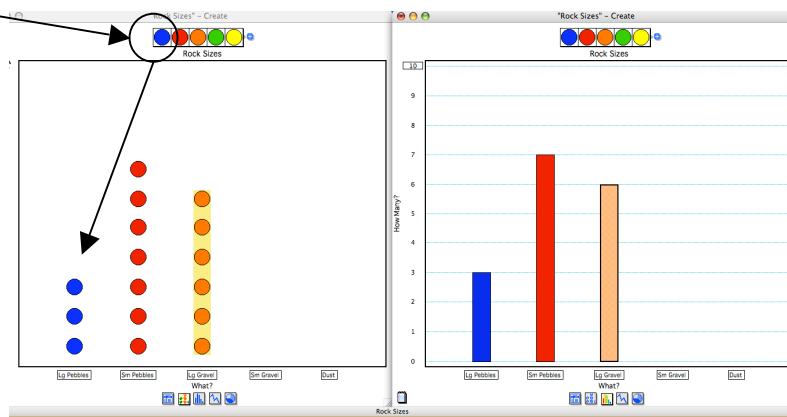 Rock Sizes" – Create
Rock Sizes
Lg Pebbles Sm Pebbles Lg Gravel Sm Gravel Dust
What?
"Rock Sizes" – Create
Rock Sizes
10
9
8
7
6
5
4
3
2
1
0
How Many?
Lg Pebbles Sm Pebbles Lg Gravel Sm Gravel Dust
What?
Rock Sizes